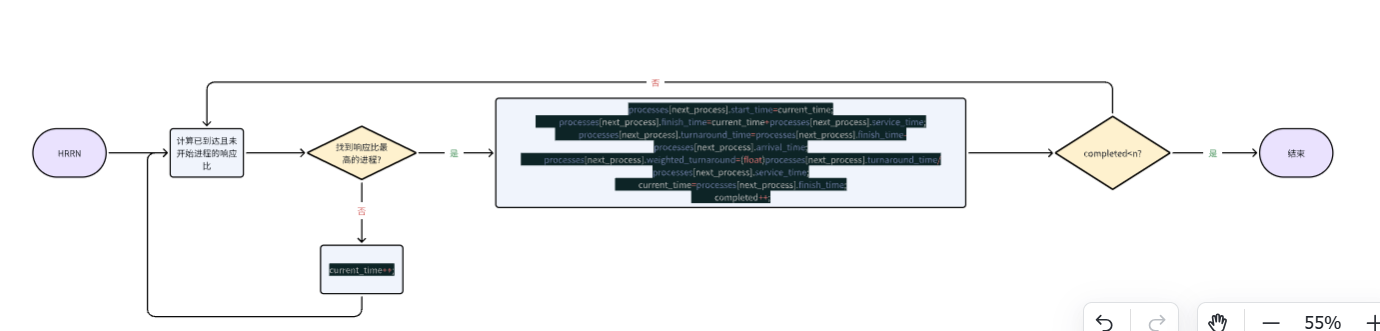 否
HRRN
计算已到达且未
开始进程的响应
比
找到响应比最
高的进程?
是
processes[next_process].start_time=current_time;
processes[next_process].finish_time=current_time+processes[next_process].service_time;
processes[next_process].turnaround_time=processes[next_process].finish_time-
processes[next_process].arrival_time;
processes[next_process].weighted_turnaround=(float)processes[next_process].turnaround_time/
processes[next_process].service_time;
current_time=processes[next_process].finish_time;
completed++;
completed<n?
是
结束
否
current_time++;
55%